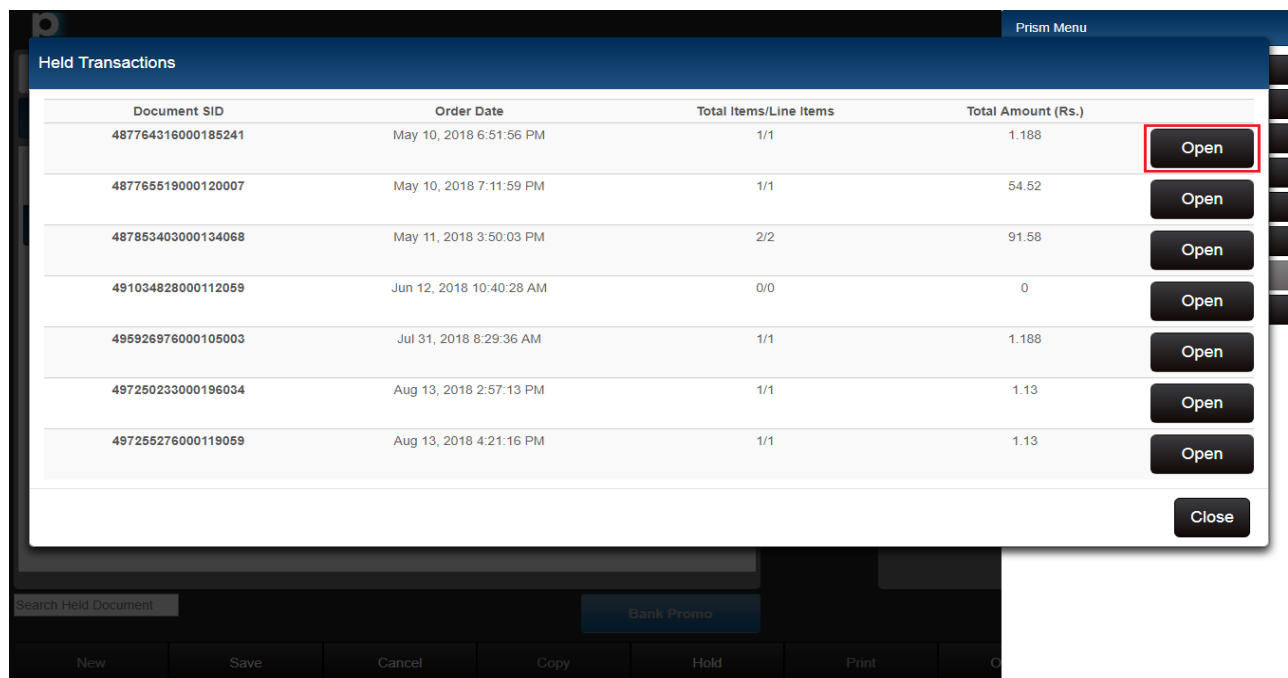 p
Prism Menu
Held Transactions
Document SID Order Date Total Items/Line Items Total Amount (Rs.)
487764316000185241 May 10, 2018 6:51:56 PM 1/1 1.188 Open
487765519000120007 May 10, 2018 7:11:59 PM 1/1 54.52 Open
487853403000134068 May 11, 2018 3:50:03 PM 2/2 91.58 Open
491034828000112059 Jun 12, 2018 10:40:28 AM 0/0 0 Open
495926976000105003 Jul 31, 2018 8:29:36 AM 1/1 1.188 Open
497250233000196034 Aug 13, 2018 2:57:13 PM 1/1 1.13 Open
497255276000119059 Aug 13, 2018 4:21:16 PM 1/1 1.13 Open
Close
Search Held Document Bank Promo
New Save Cancel Copy Hold Print O